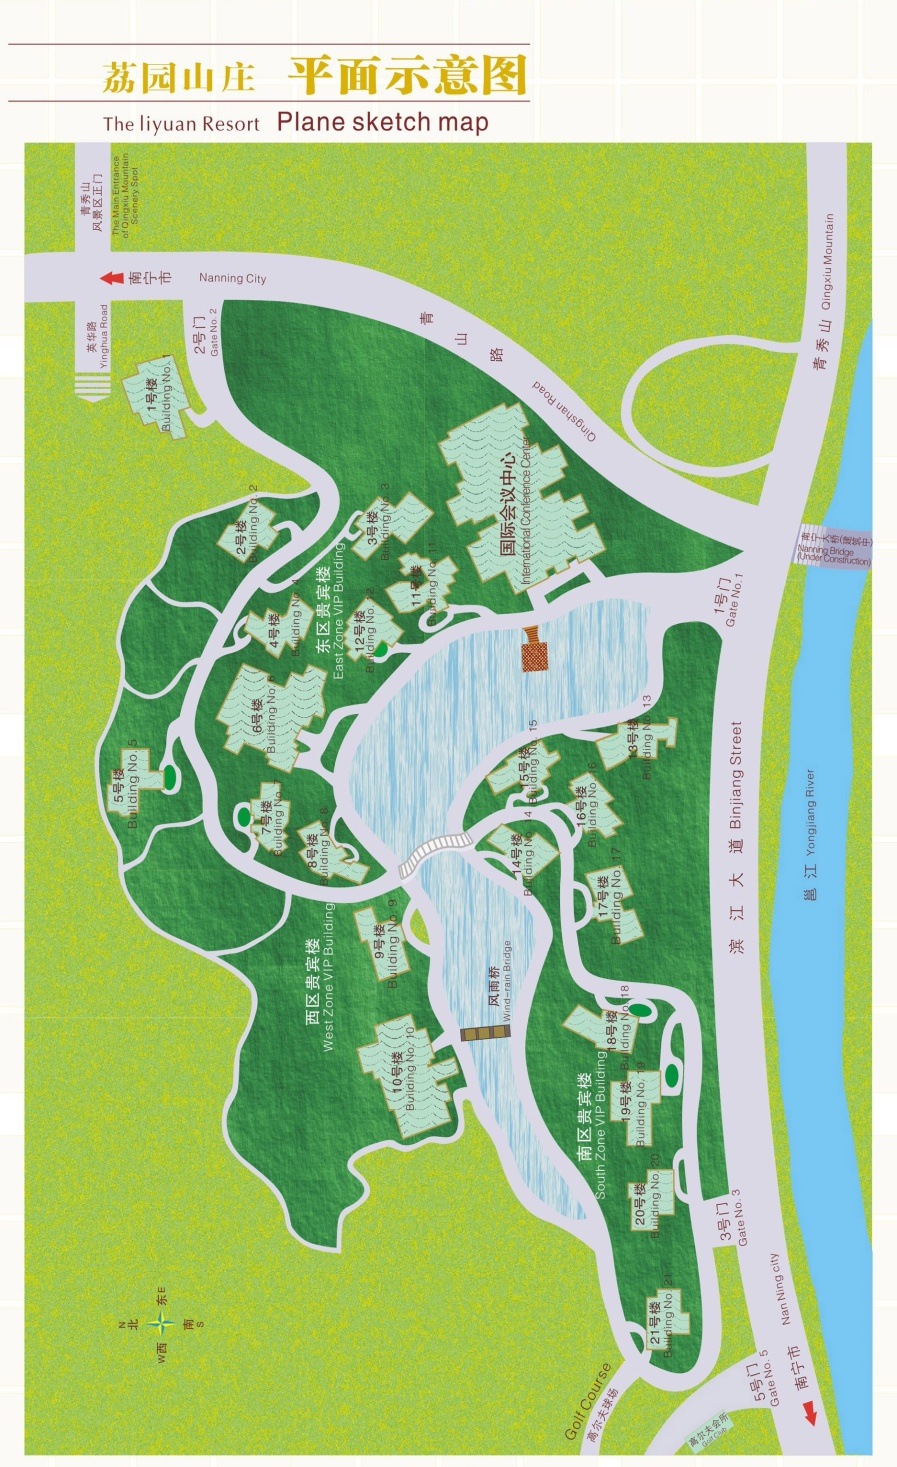 荔园山庄 平面示意图
The liyuan Resort Plane sketch map
青秀山
风景区正门
The Main Entrance
of Qingxiu Mountain
Scenery Spot
南宁市 Nanning City
英华路
Yinghua Road
2号门
Gate No. 2
青山路
Qingshan Road
青秀山 Qingxiu Mountain
1号楼
Building No. 1
2号楼
Building No. 2
3号楼
Building No. 3
国际会议中心
International Conference Center
南宁大桥(建筑中)
Nanning Bridge
(Under Construction)
1号门
Gate No.1
东区贵宾楼
East Zone VIP Building
4号楼
Building No. 4
11号楼
Building No. 11
12号楼
Building No. 12
6号楼
Building No. 6
5号楼
Building No. 5
7号楼
Building No. 7
8号楼
Building No. 8
13号楼
Building No. 13
15号楼
Building No. 15
16号楼
Building No. 16
14号楼
Building No. 14
17号楼
Building No. 17
滨江大道 Binjiang Street
邕江 Yongjiang River
西区贵宾楼
West Zone VIP Building
9号楼
Building No. 9
风雨桥
Wind-rain Bridge
10号楼
Building No. 10
18号楼
Building No. 18
南区贵宾楼
South Zone VIP Building
19号楼
Building No. 19
20号楼
Building No. 20
3号门
Gate No. 3
21号楼
Building No. 21
N
北
东E
W西
南
S
Golf Course
高尔夫球场
高尔夫会所
Golf Club
5号门
Gate No. 5
南宁市 Nan Ning city